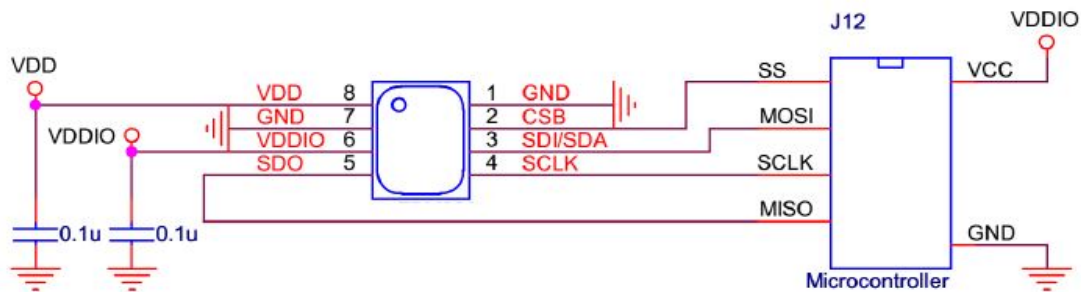 J12
VDDIO
VDD
SS
VCC
VDD 8
1 GND
GND 7
2 CSB
MOSI
VDDIO
VDDIO 6
3 SDI/SDA
SDO 5
4 SCLK
SCLK
MISO
0.1u
0.1u
GND
Microcontroller